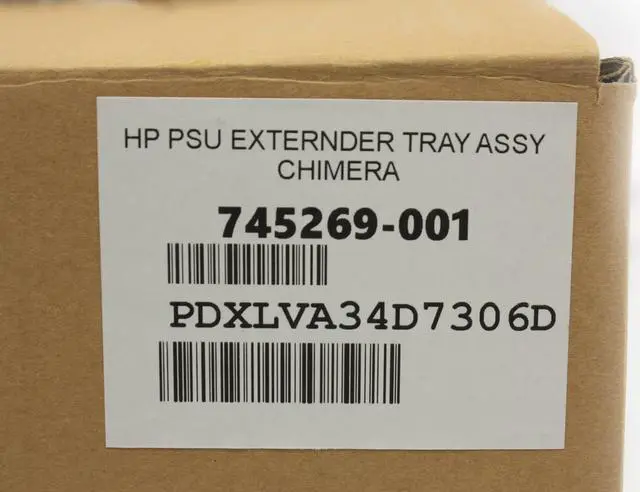 HP PSU EXTERNDER TRAY ASSY
CHIMERA
745269-001
PDXLVA34D7306D